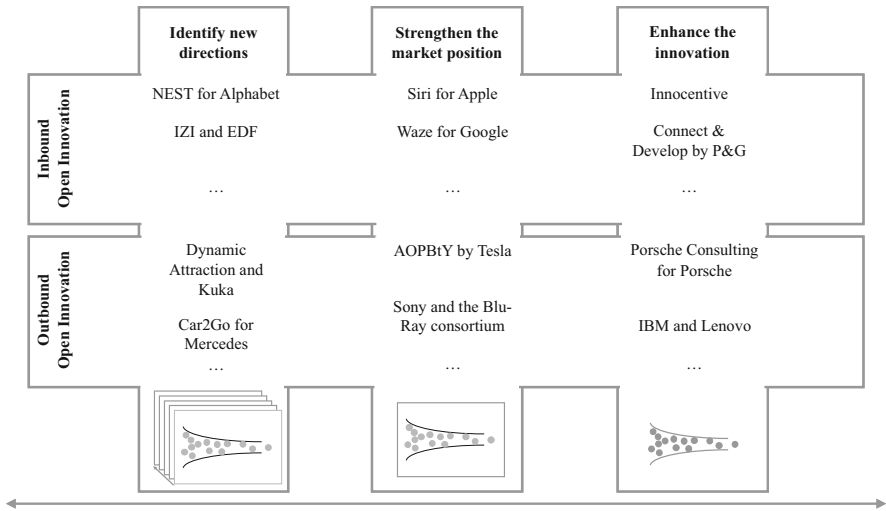 Identify new
directions
Strengthen the
market position
Enhance the
innovation
Inbound
Open Innovation
NEST for Alphabet
Siri for Apple
Innocentive
IZI and EDF
Waze for Google
Connect &
Develop by P&G
…
…
…
Outbound
Open Innovation
Dynamic
Attraction and
Kuka
AOPBtY by Tesla
Porsche Consulting
for Porsche
Car2Go for
Mercedes
Sony and the Blu-
Ray consortium
IBM and Lenovo
…
…
…